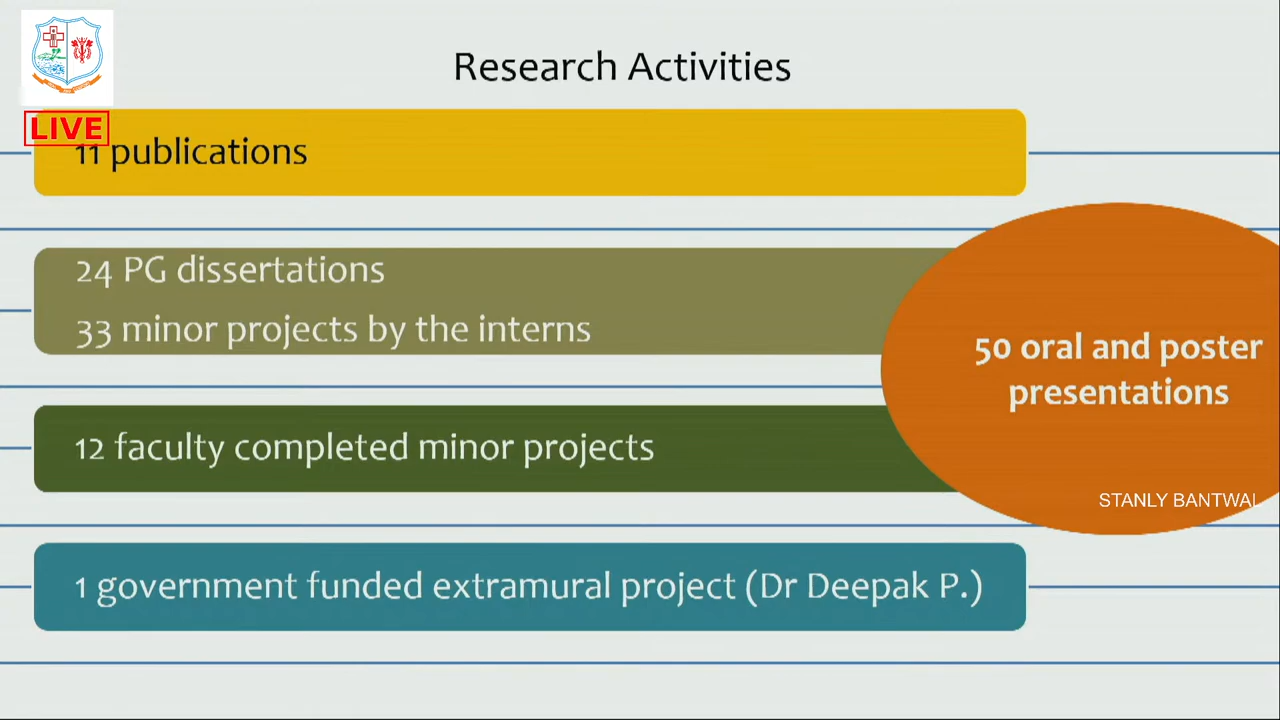 Research Activities
LIVE
11 publications
24 PG dissertations
33 minor projects by the interns
50 oral and poster
presentations
12 faculty completed minor projects
STANLY BANTWAL
1 government funded extramural project (Dr Deepak P.)